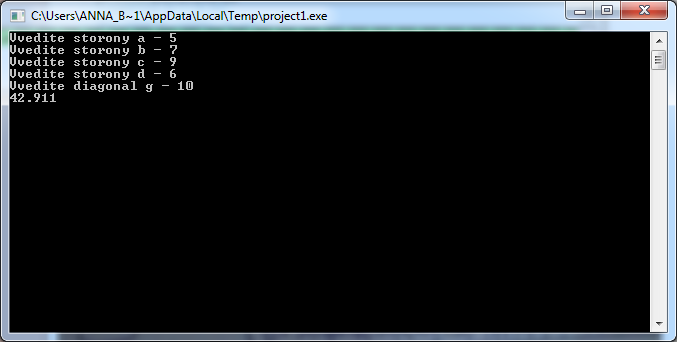 C:\Users\ANNA_B~1\AppData\Local\Temp\project1.exe
Vvedite storony a - 5
Vvedite storony b - 7
Vvedite storony c - 9
Vvedite storony d - 6
Vvedite diagonal g - 10
42.911